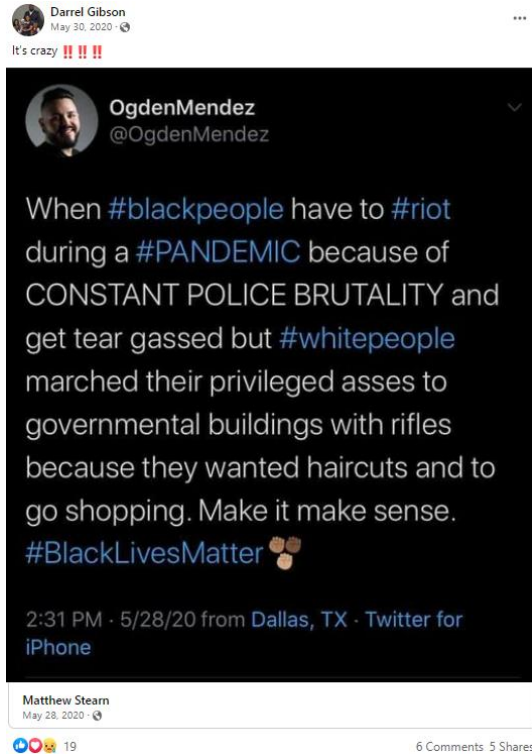 Darrel Gibson
May 30, 2020 ·
It's crazy ‼️ ‼️ ‼️
OgdenMendez
@OgdenMendez
When #blackpeople have to #riot
during a #PANDEMIC because of
CONSTANT POLICE BRUTALITY and
get tear gassed but #whitepeople
marched their privileged asses to
governmental buildings with rifles
because they wanted haircuts and to
go shopping. Make it make sense.
#BlackLivesMatter ✊🏾✊🏿✊🏼
2:31 PM · 5/28/20 from Dallas, TX · Twitter for
iPhone
Matthew Stearn
May 28, 2020 ·
19
6 Comments 5 Shares